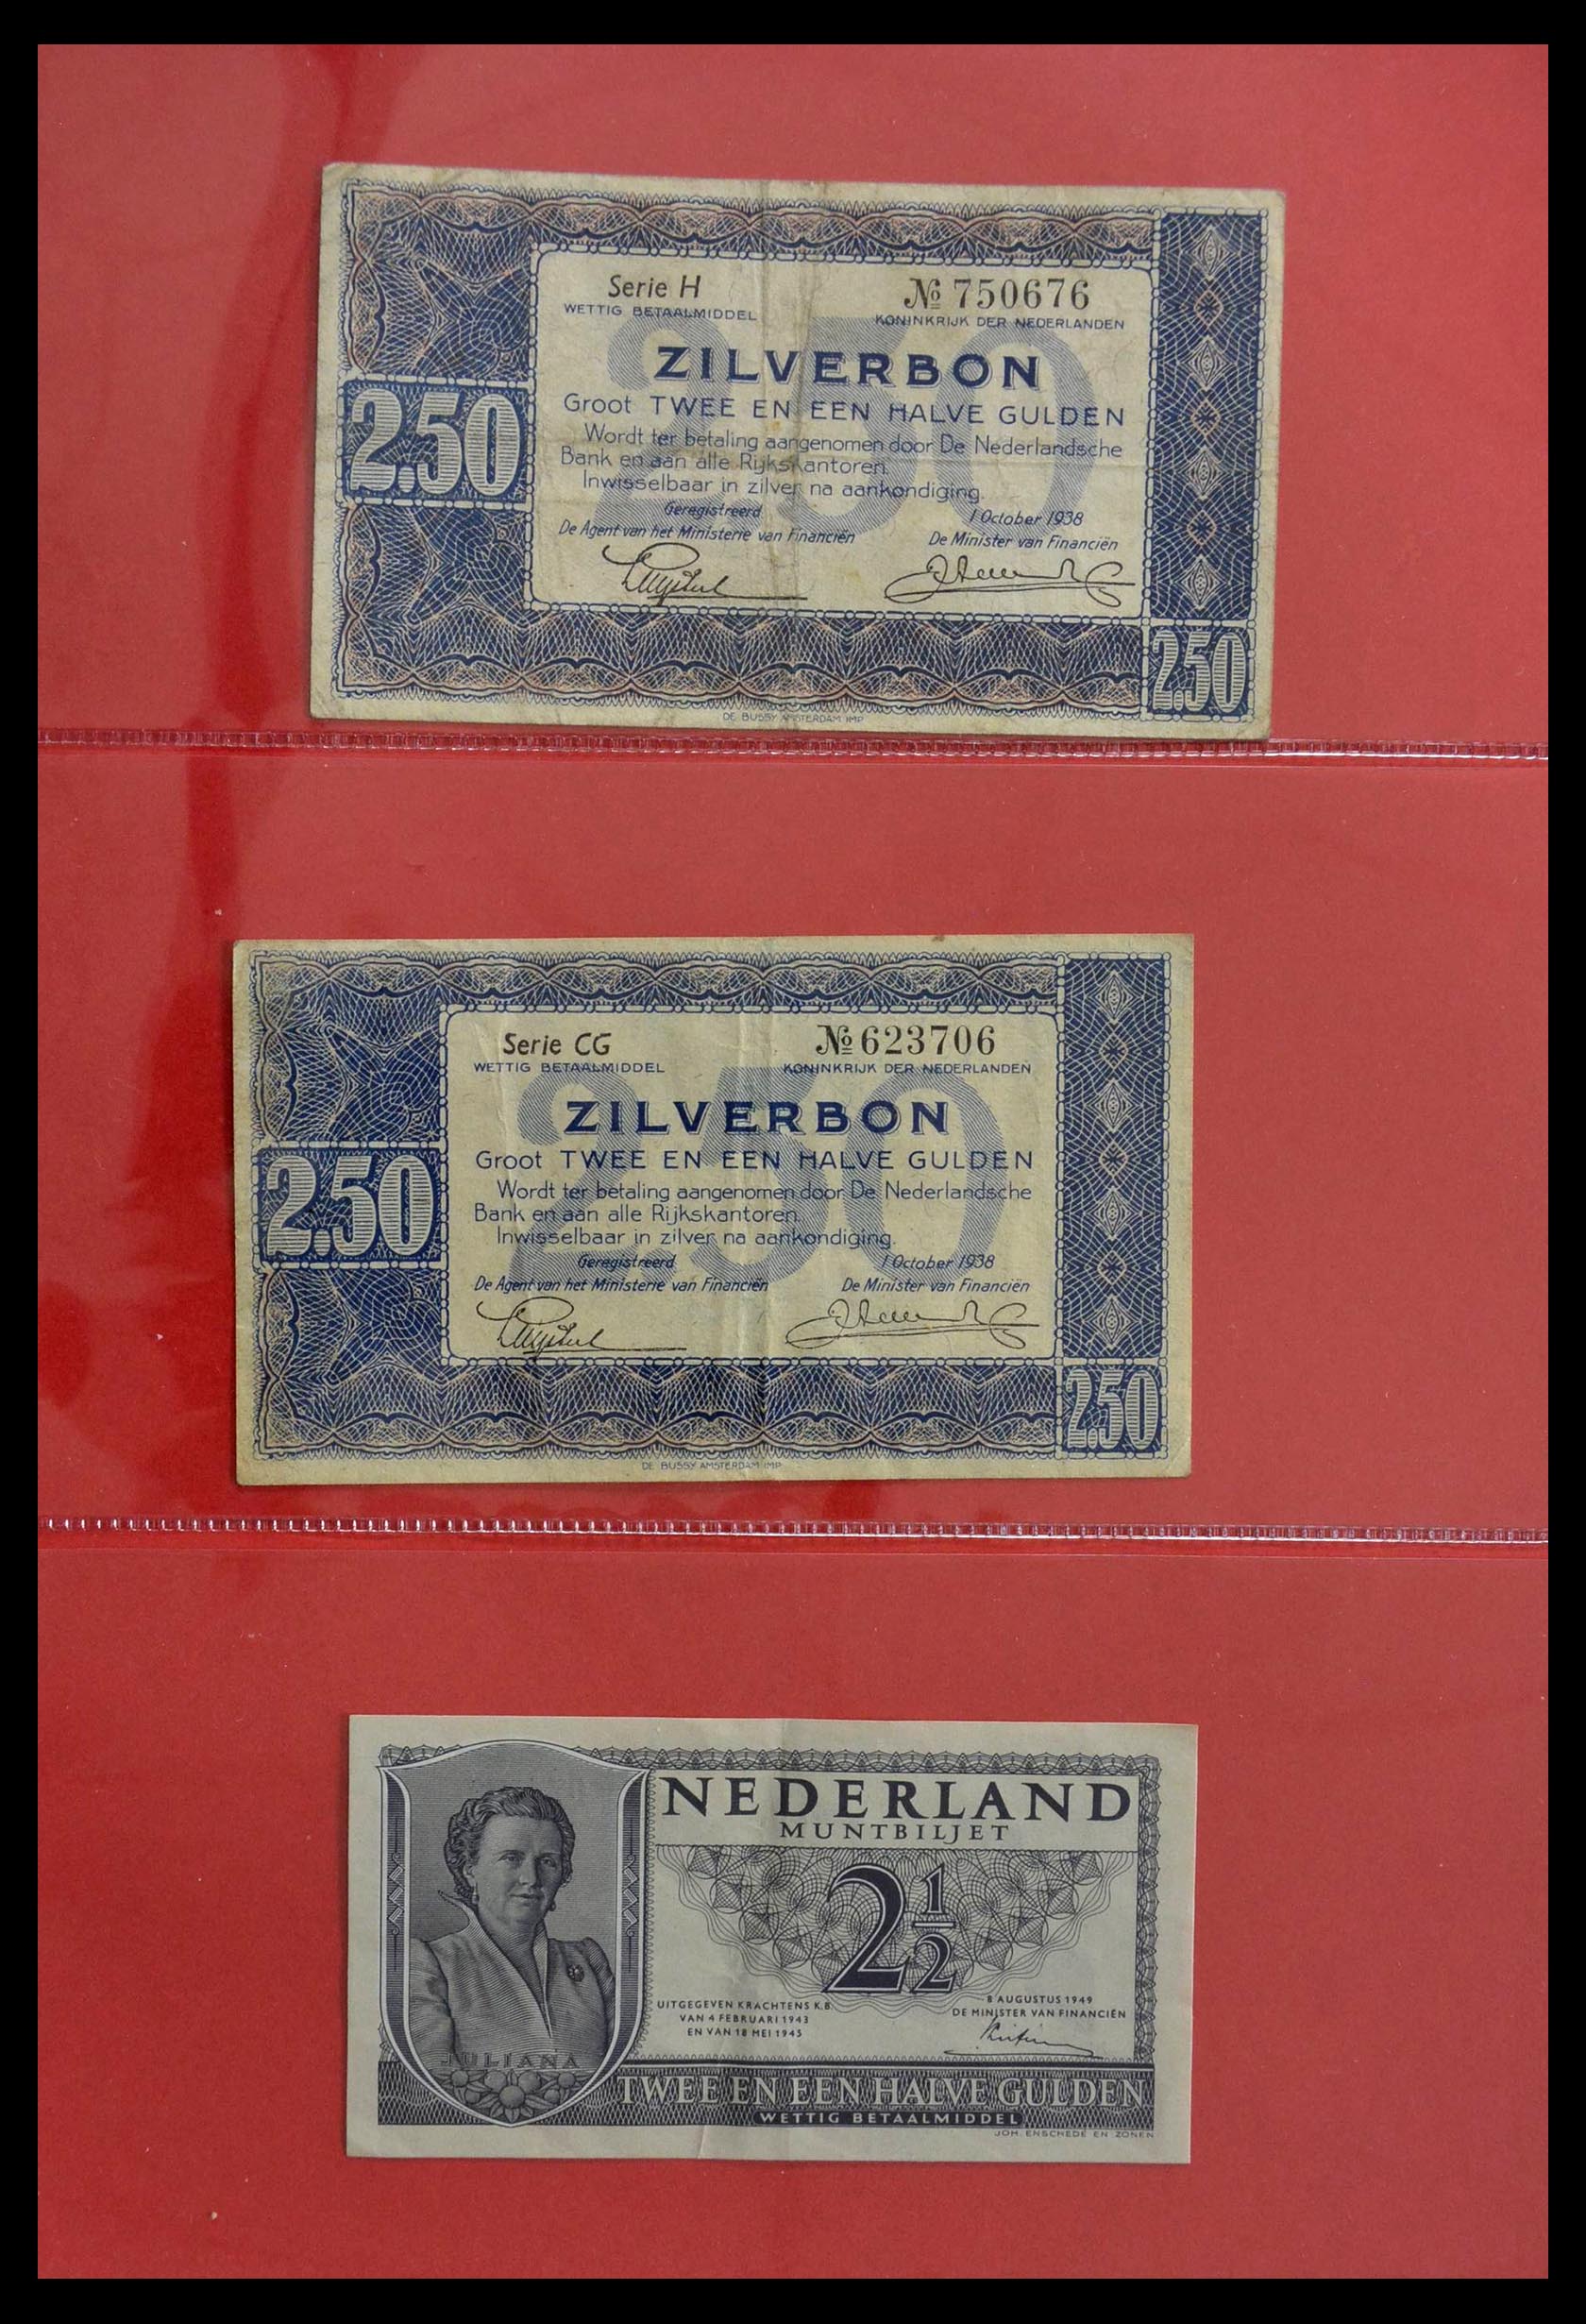 Serie H № 750676
WETTIG BETAALMIDDEL KONINKRIJK DER NEDERLANDEN
ZILVERBON
Groot TWEE EN EEN HALVE GULDEN
Wordt ter betaling aangenomen door De Nederlandsche
Bank en aan alle Rijkskantoren.
Inwisselbaar in zilver na aankondiging.
Geregistreerd 1 October 1938
De Agent van het Ministerie van Financiën De Minister van Financiën
2.50
250
2.50
DE BUSSY AMSTERDAM IMP
Serie CG № 623706
WETTIG BETAALMIDDEL KONINKRIJK DER NEDERLANDEN
ZILVERBON
Groot TWEE EN EEN HALVE GULDEN
Wordt ter betaling aangenomen door De Nederlandsche
Bank en aan alle Rijkskantoren.
Inwisselbaar in zilver na aankondiging.
Geregistreerd 1 October 1938
De Agent van het Ministerie van Financiën De Minister van Financiën
2.50
250
2.50
DE BUSSY AMSTERDAM IMP
NEDERLAND
MUNTBILJET
2 1/2
UITGEGEVEN KRACHTENS K.B. 8 AUGUSTUS 1949
VAN 4 FEBRUARI 1943 DE MINISTER VAN FINANCIËN
EN VAN 18 MEI 1945
JULIANA
TWEE EN EEN HALVE GULDEN
WETTIG BETAALMIDDEL
JOH. ENSCHEDÉ EN ZONEN